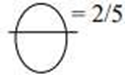 = 2/5